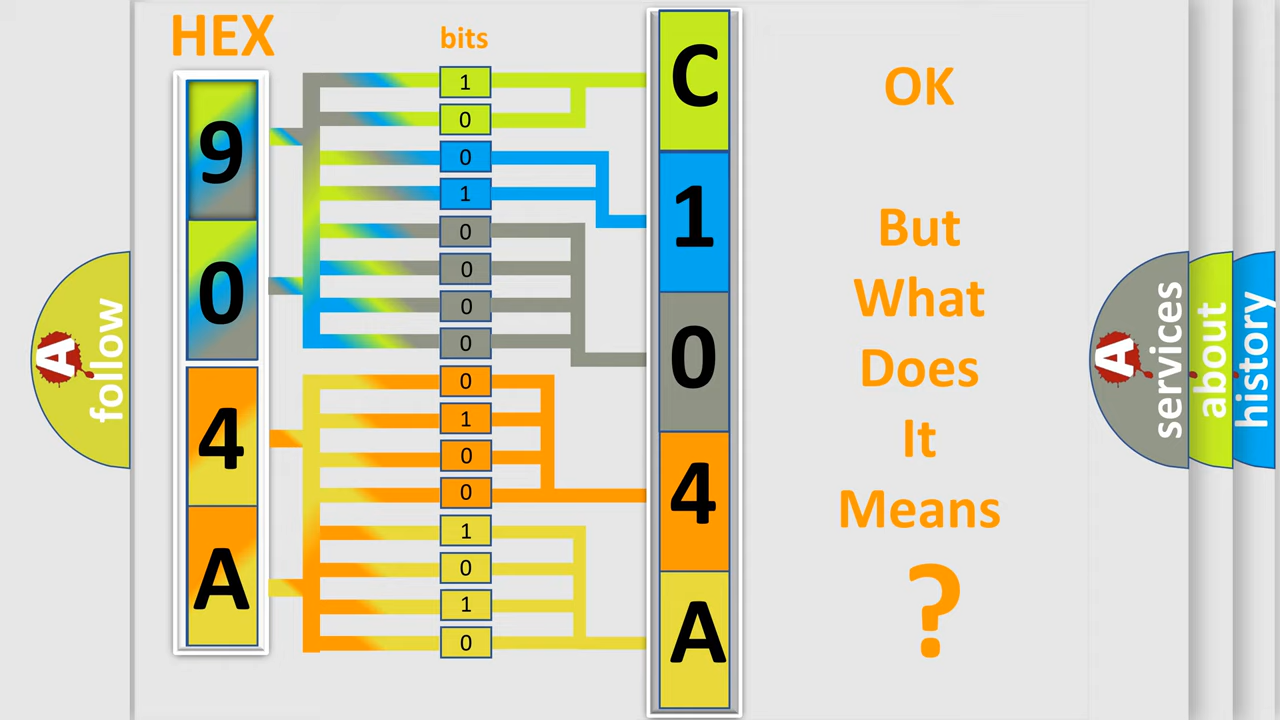 HEX
bits
9
0
4
A
1
0
0
1
0
0
0
0
0
1
0
0
1
0
1
0
C
1
0
4
A
OK
But
What
Does
It
Means
?
A
follow
A
services
about
history